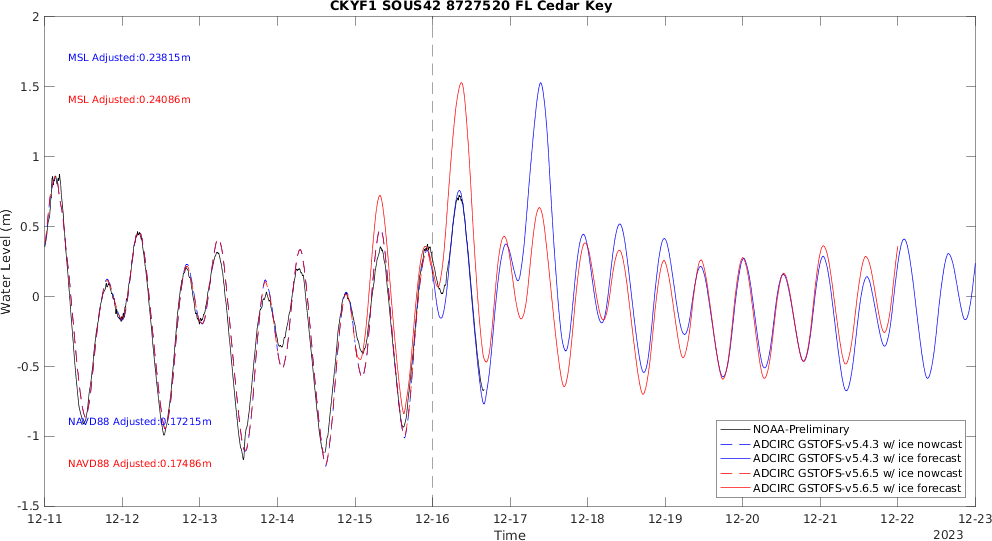 CKYF1 SOUS42 8727520 FL Cedar Key
2
1.5
1
0.5
0
-0.5
-1
-1.5
Water Level (m)
MSL Adjusted:0.23815m
MSL Adjusted:0.24086m
NAVD88 Adjusted:0.17215m
NAVD88 Adjusted:0.17486m
NOAA-Preliminary
ADCIRC GSTOFS-v5.4.3 w/ ice nowcast
ADCIRC GSTOFS-v5.4.3 w/ ice forecast
ADCIRC GSTOFS-v5.6.5 w/ ice nowcast
ADCIRC GSTOFS-v5.6.5 w/ ice forecast
12-11 12-12 12-13 12-14 12-15 12-16 12-17 12-18 12-19 12-20 12-21 12-22 12-23
Time
2023